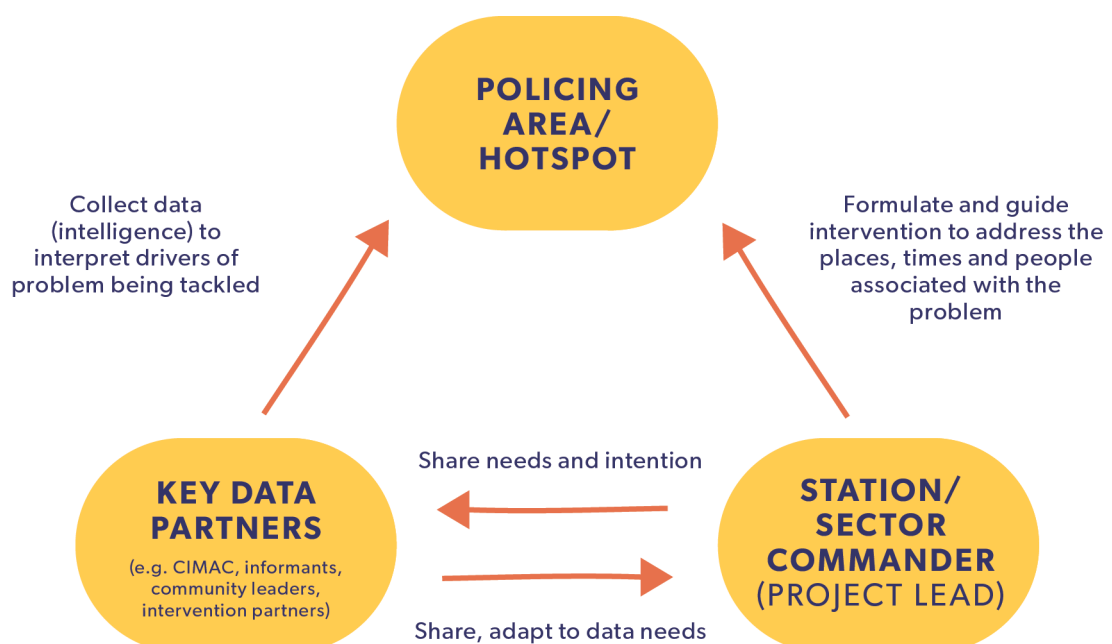 POLICING
AREA/
HOTSPOT
Collect data
(intelligence) to
interpret drivers of
problem being tackled
Formulate and guide
intervention to address the
places, times and people
associated with the
problem
Share needs and intention
KEY DATA
PARTNERS
(e.g. CIMAC, informants,
community leaders,
intervention partners)
STATION/
SECTOR
COMMANDER
(PROJECT LEAD)
Share, adapt to data needs